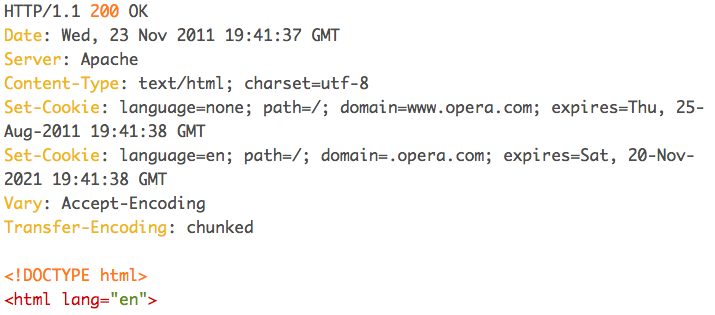 HTTP/1.1 200 OK
Date: Wed, 23 Nov 2011 19:41:37 GMT
Server: Apache
Content-Type: text/html; charset=utf-8
Set-Cookie: language=none; path=/; domain=www.opera.com; expires=Thu, 25-
Aug-2011 19:41:38 GMT
Set-Cookie: language=en; path=/; domain=.opera.com; expires=Sat, 20-Nov-
2021 19:41:38 GMT
Vary: Accept-Encoding
Transfer-Encoding: chunked
<!DOCTYPE html>
<html lang="en">